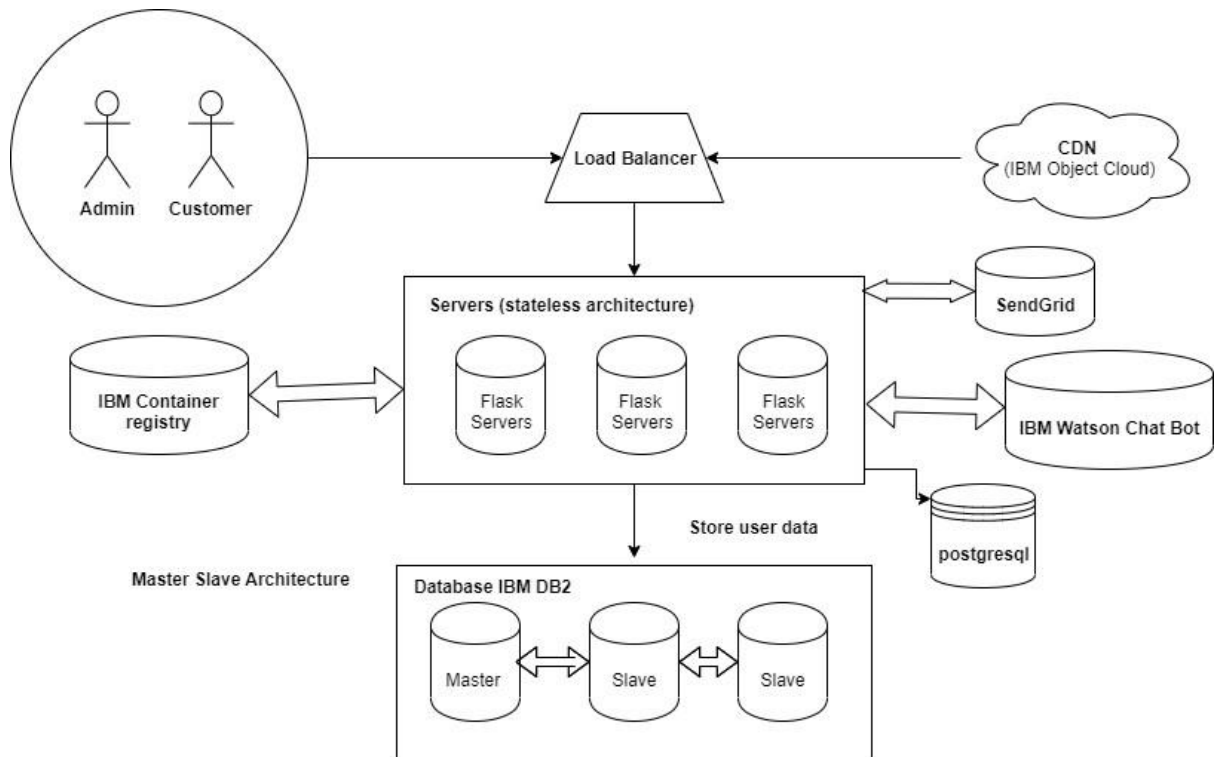 Admin
Customer
Load Balancer
CDN
(IBM Object Cloud)
Servers (stateless architecture)
SendGrid
IBM Container
registry
Flask
Servers
Flask
Servers
Flask
Servers
IBM Watson Chat Bot
Store user data
postgresql
Master Slave Architecture
Database IBM DB2
Master
Slave
Slave